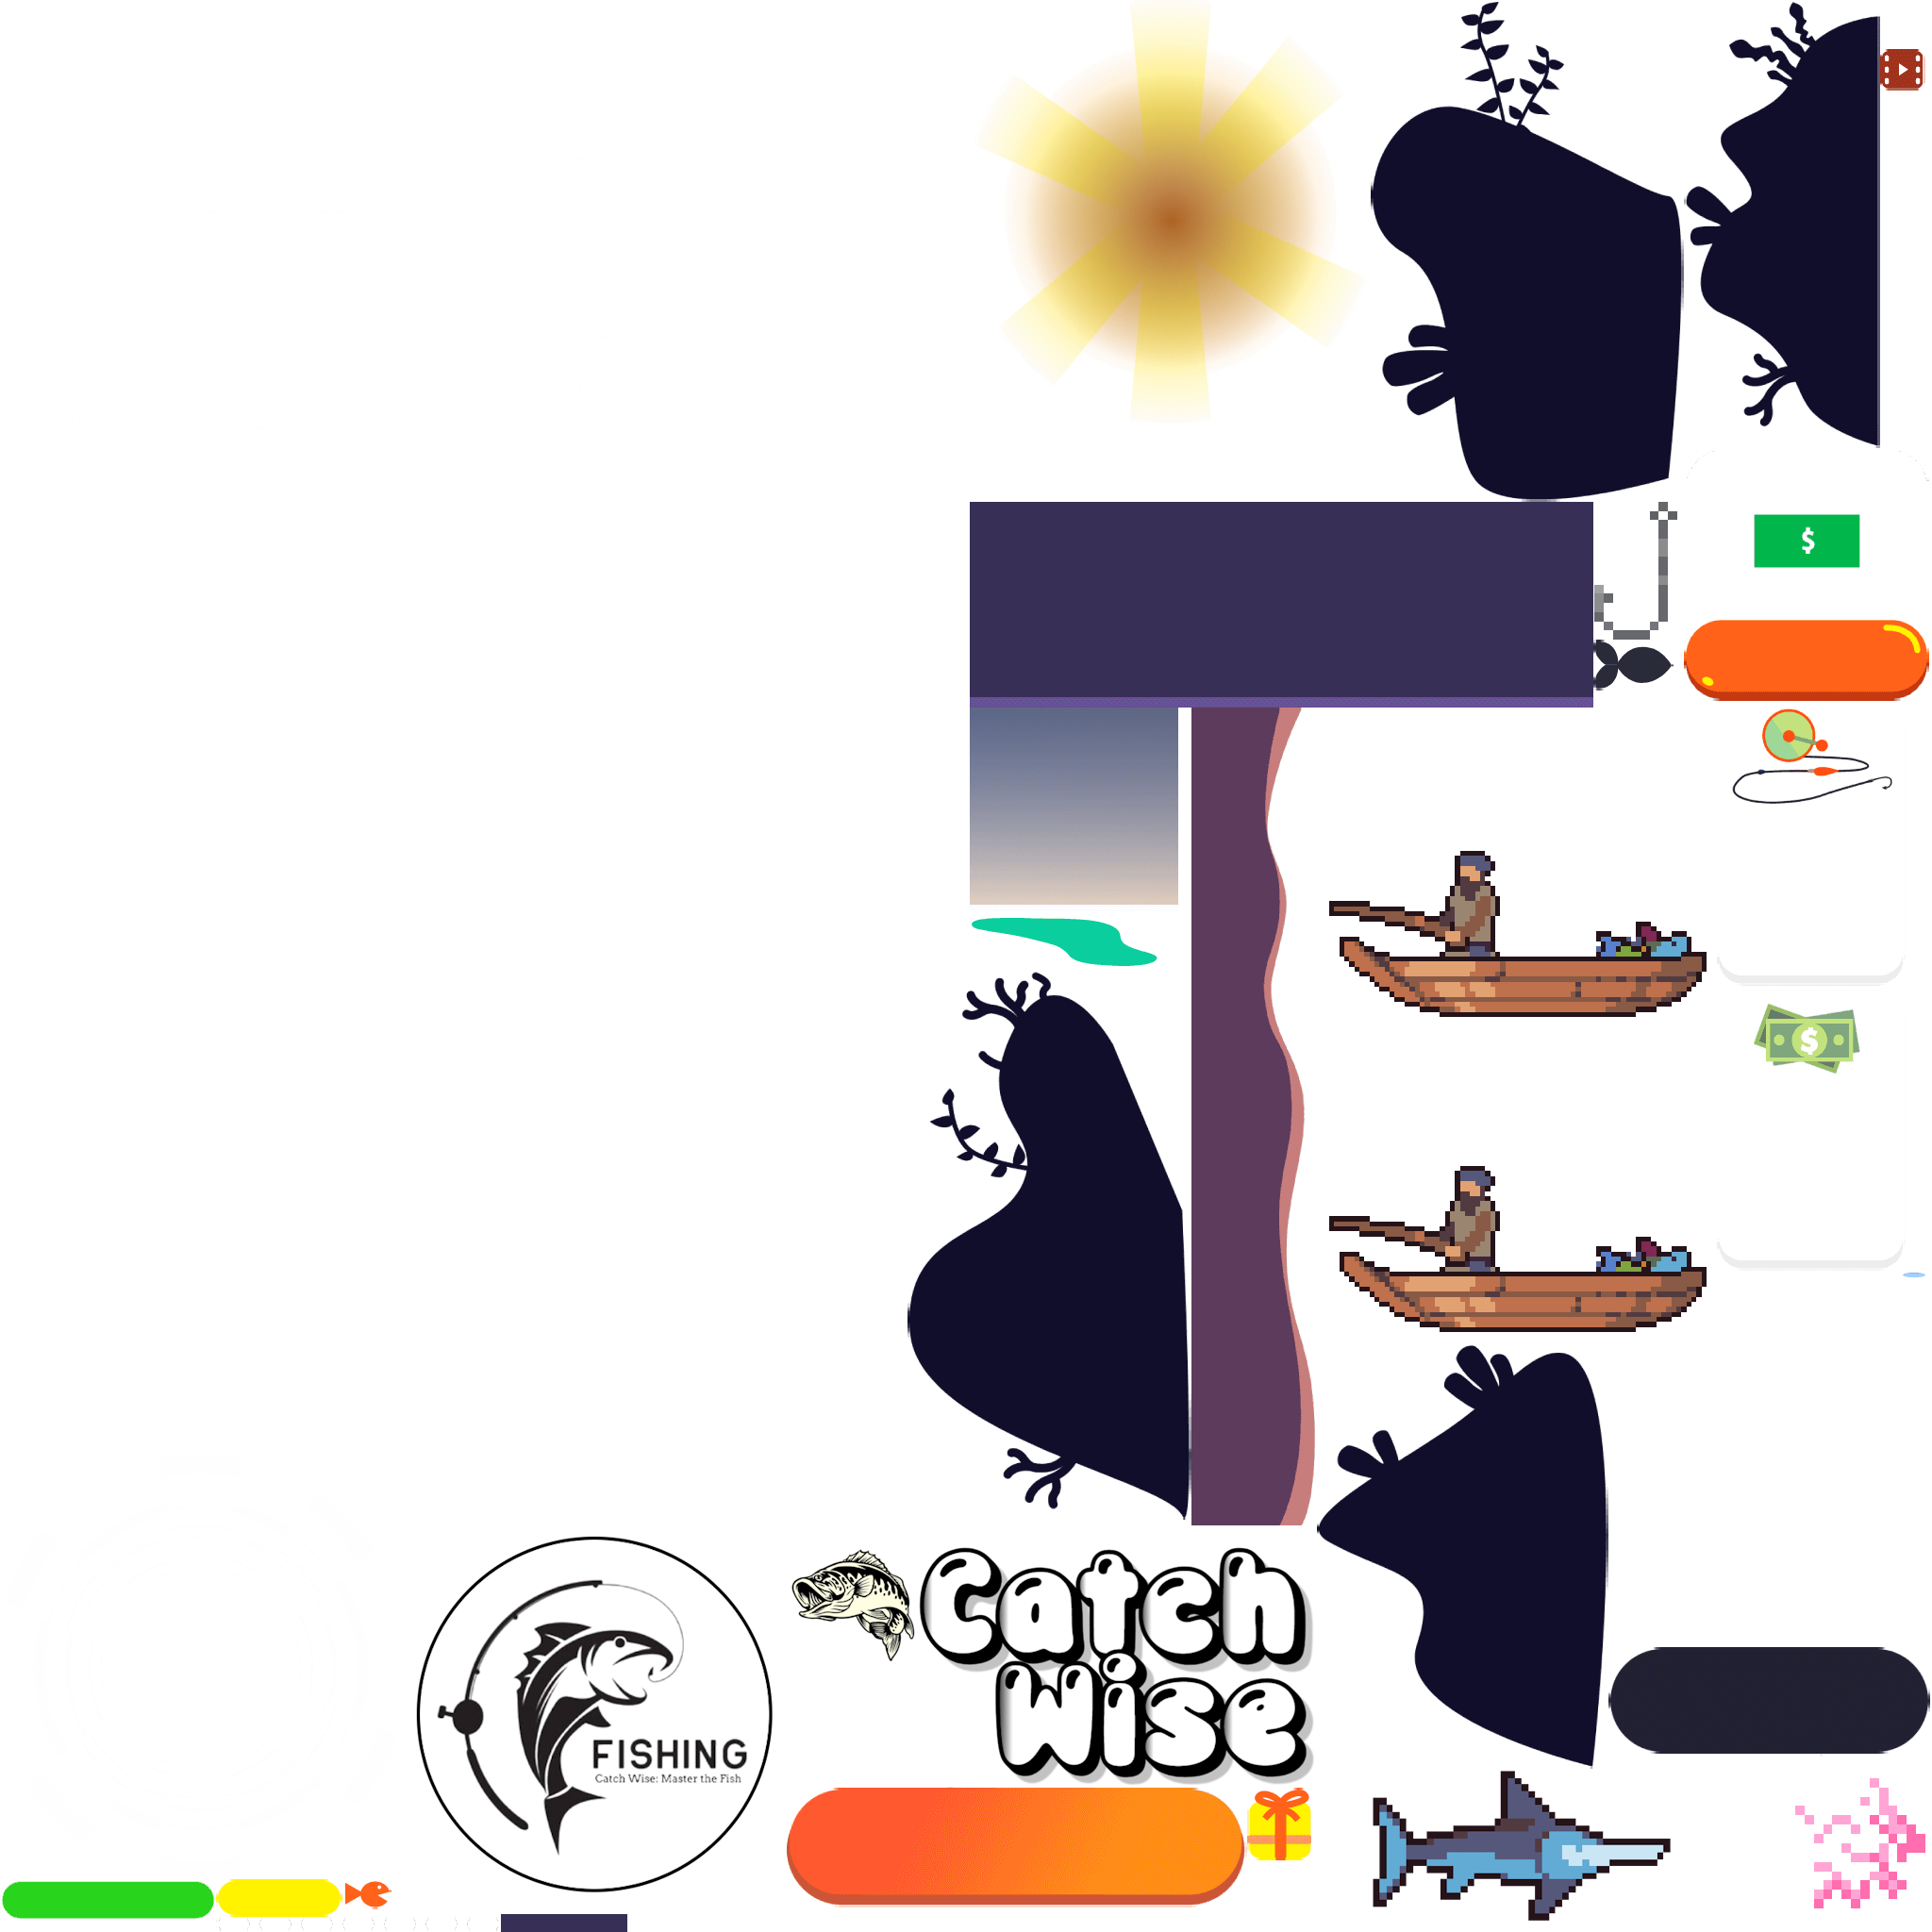 $
$
Catch
Wise
FISHING
Catch Wise: Master the Fish